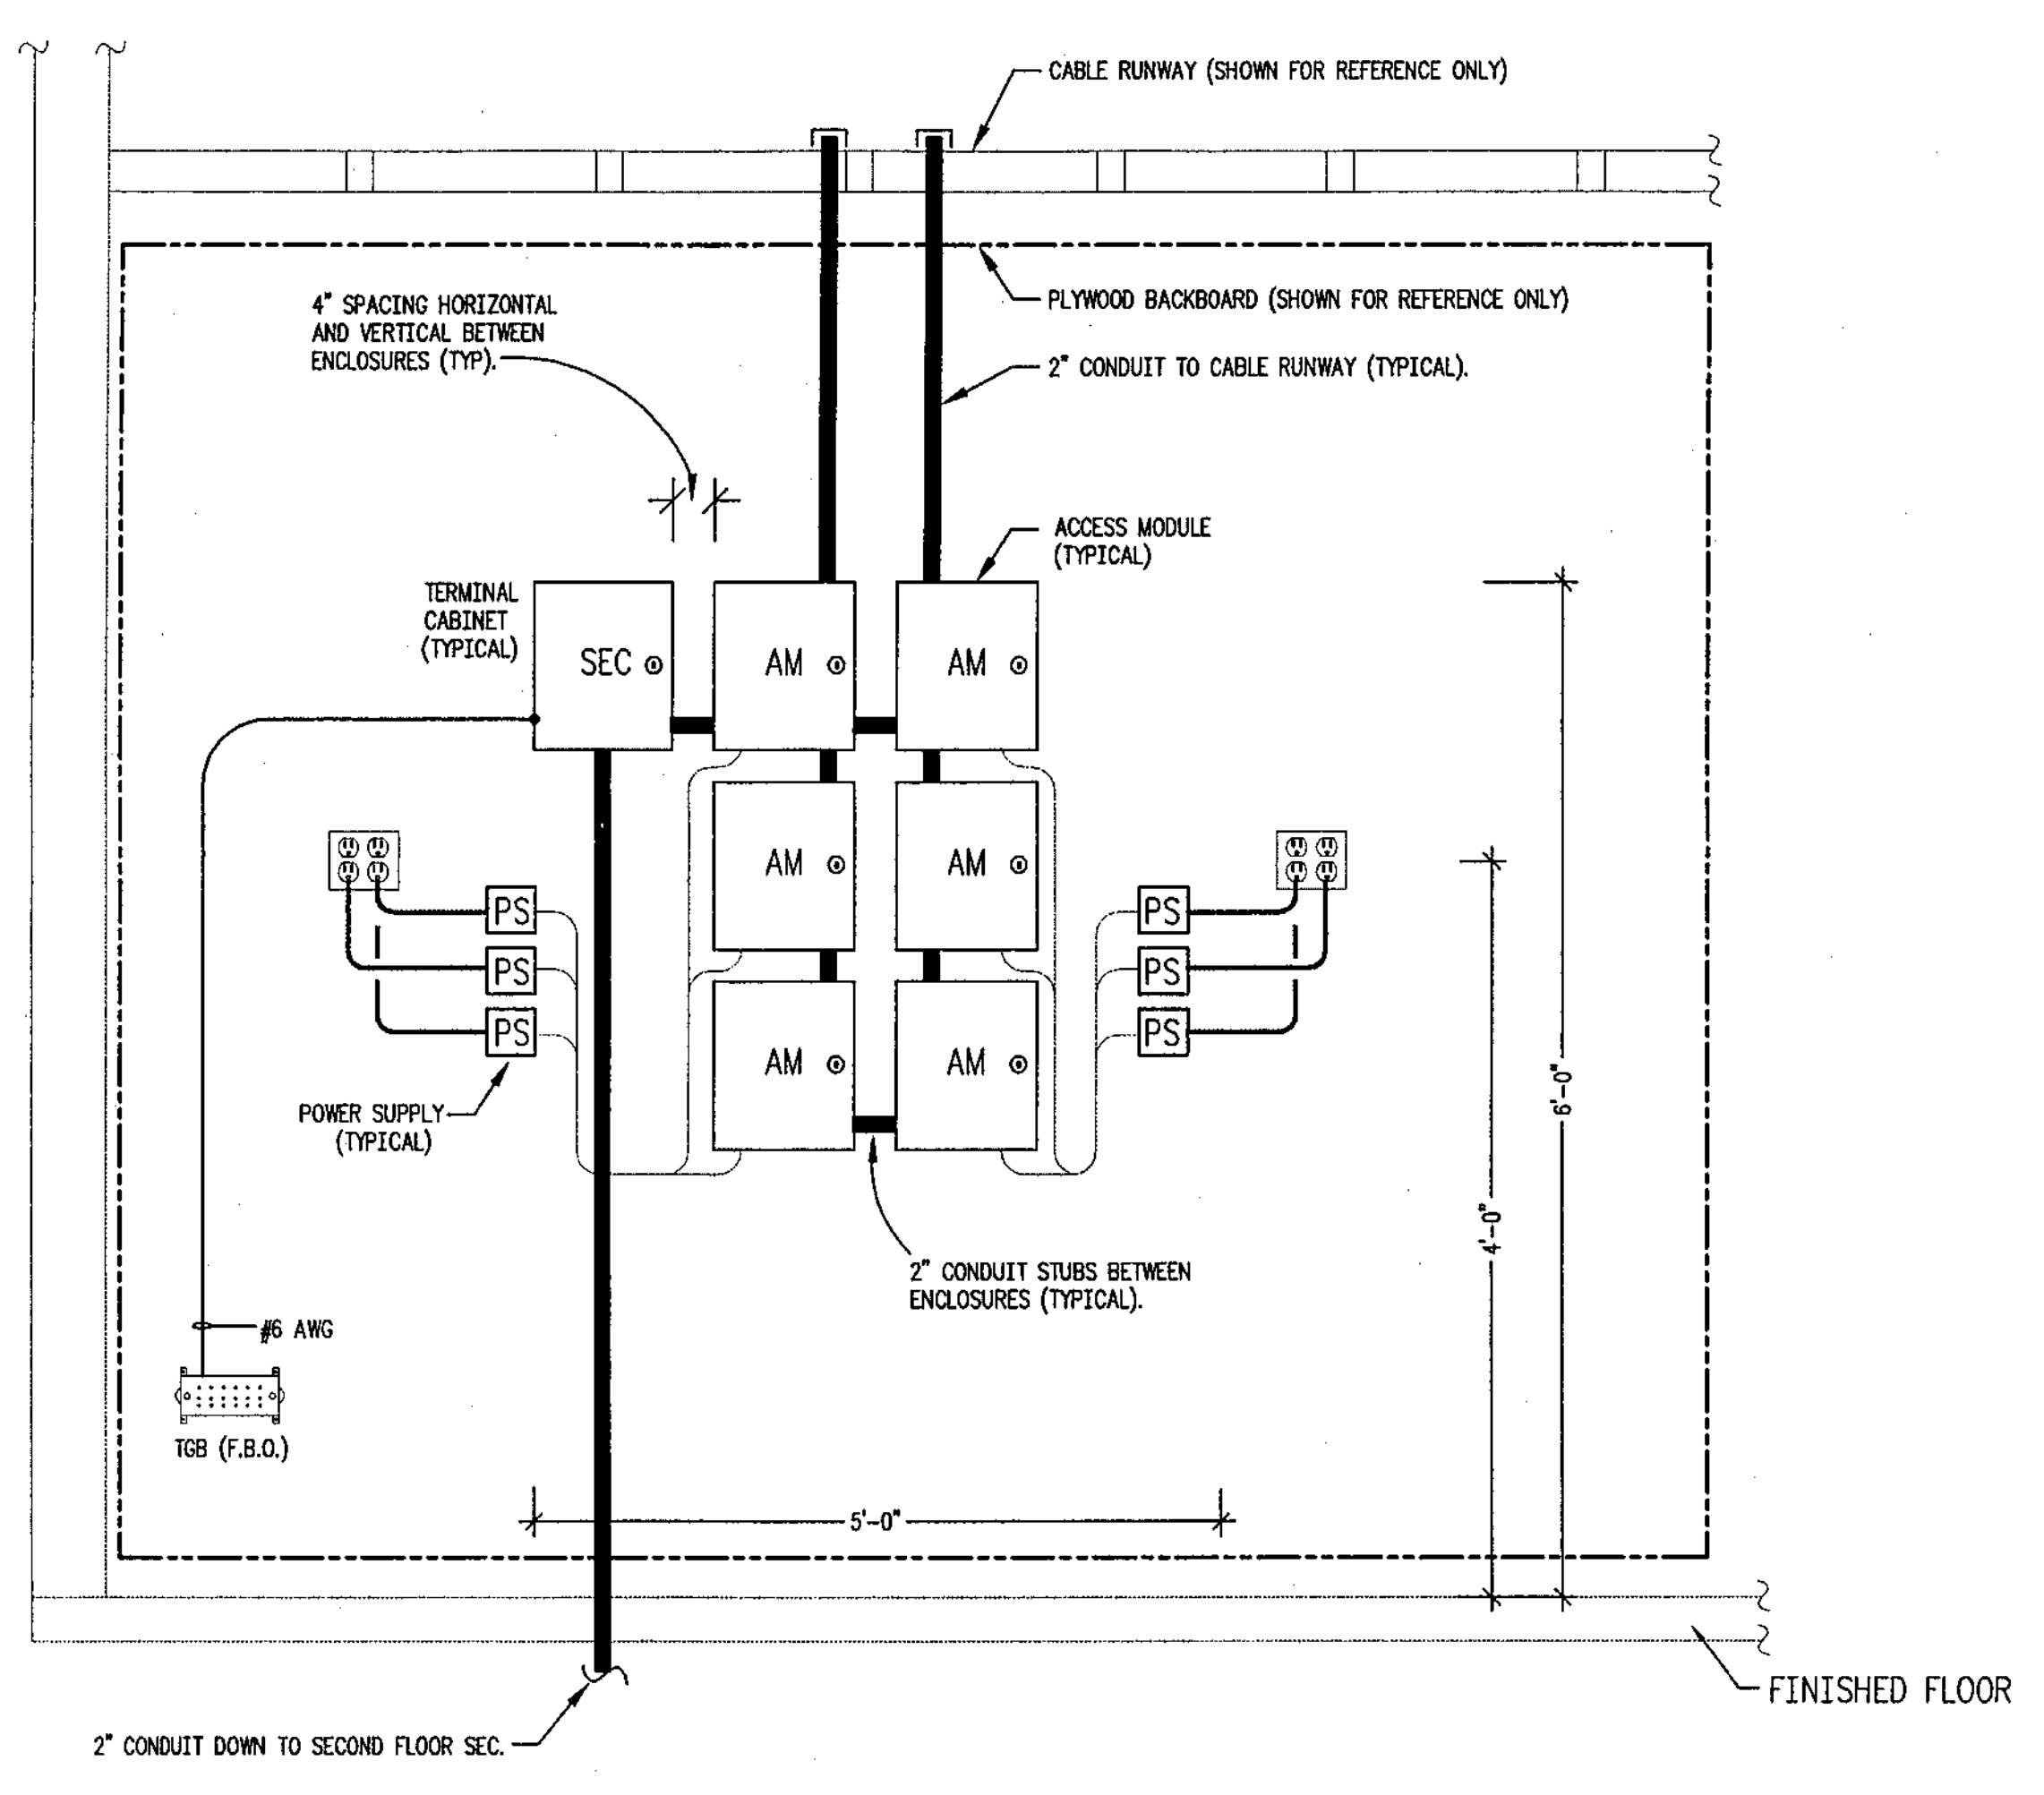 CABLE RUNWAY (SHOWN FOR REFERENCE ONLY)
4" SPACING HORIZONTAL
AND VERTICAL BETWEEN
ENCLOSURES (TYP).
PLYWOOD BACKBOARD (SHOWN FOR REFERENCE ONLY)
2" CONDUIT TO CABLE RUNWAY (TYPICAL).
ACCESS MODULE
(TYPICAL)
TERMINAL
CABINET
(TYPICAL)
SEC
AM
AM
AM
AM
PS
PS
PS
PS
PS
PS
AM
AM
POWER SUPPLY
(TYPICAL)
6'-0"
4'-0"
2" CONDUIT STUBS BETWEEN
ENCLOSURES (TYPICAL).
#6 AWG
TGB (F.B.O.)
5'-0"
FINISHED FLOOR
2" CONDUIT DOWN TO SECOND FLOOR SEC.